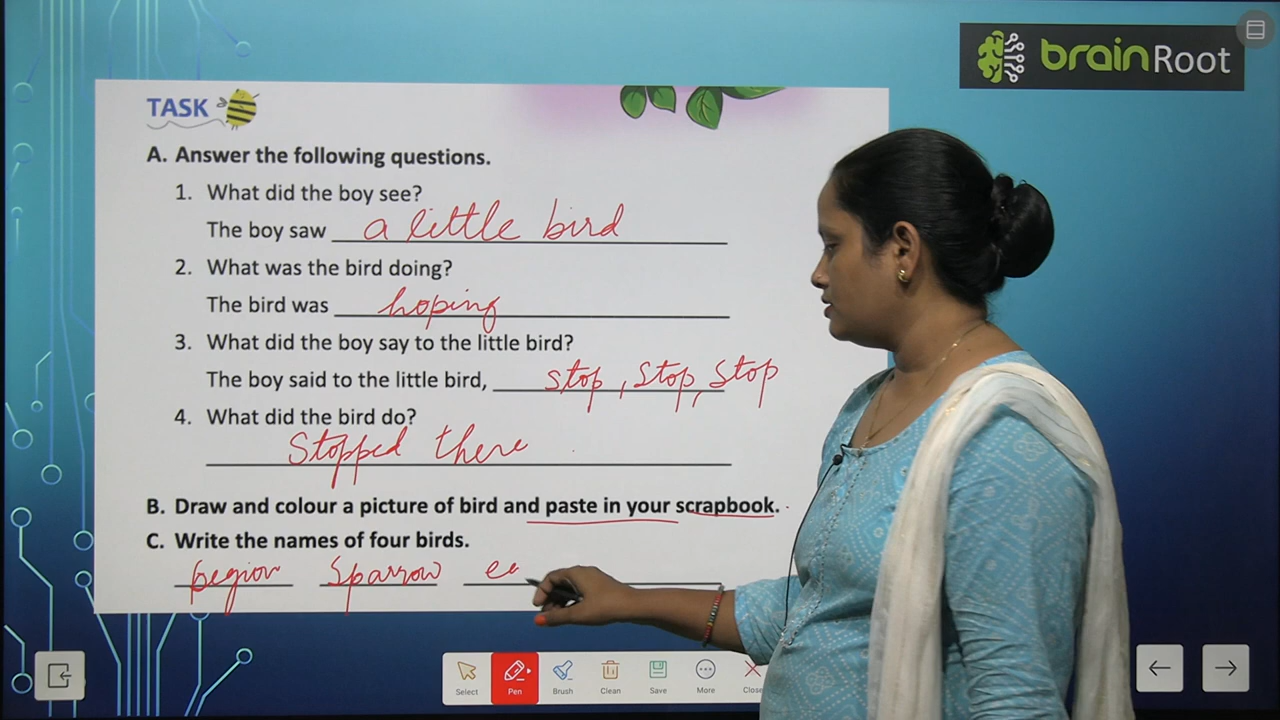 brainRoot
TASK
A. Answer the following questions.
1. What did the boy see?
The boy saw a little bird
2. What was the bird doing?
The bird was hoping
3. What did the boy say to the little bird?
The boy said to the little bird, stop, Stop, Stop
4. What did the bird do?
Stopped there
B. Draw and colour a picture of bird and paste in your scrapbook.
C. Write the names of four birds.
pegion Sparrow ea
Select Pen Brush Clean Save More Close